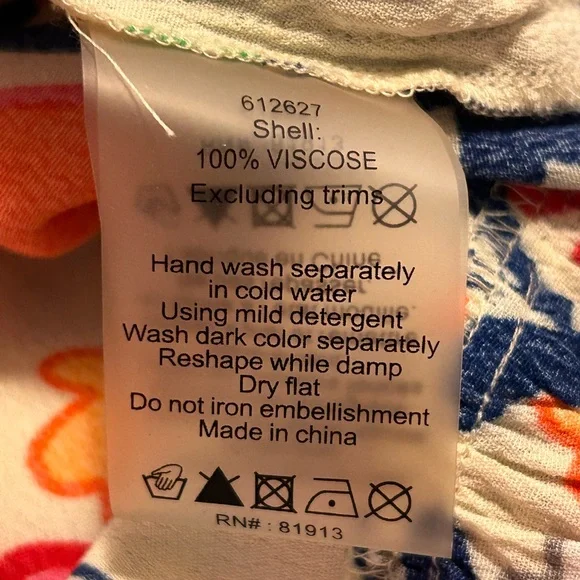 612627
Shell:
100% VISCOSE
Excluding trims
Hand wash separately
in cold water
Using mild detergent
Wash dark color separately
Reshape while damp
Dry flat
Do not iron embellishment
Made in china
RN# : 81913